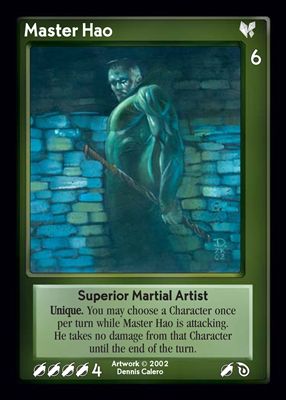 Master Hao
6
Superior Martial Artist
Unique. You may choose a Character once
per turn while Master Hao is attacking.
He takes no damage from that Character
until the end of the turn.
4
Artwork © 2002
Dennis Calero